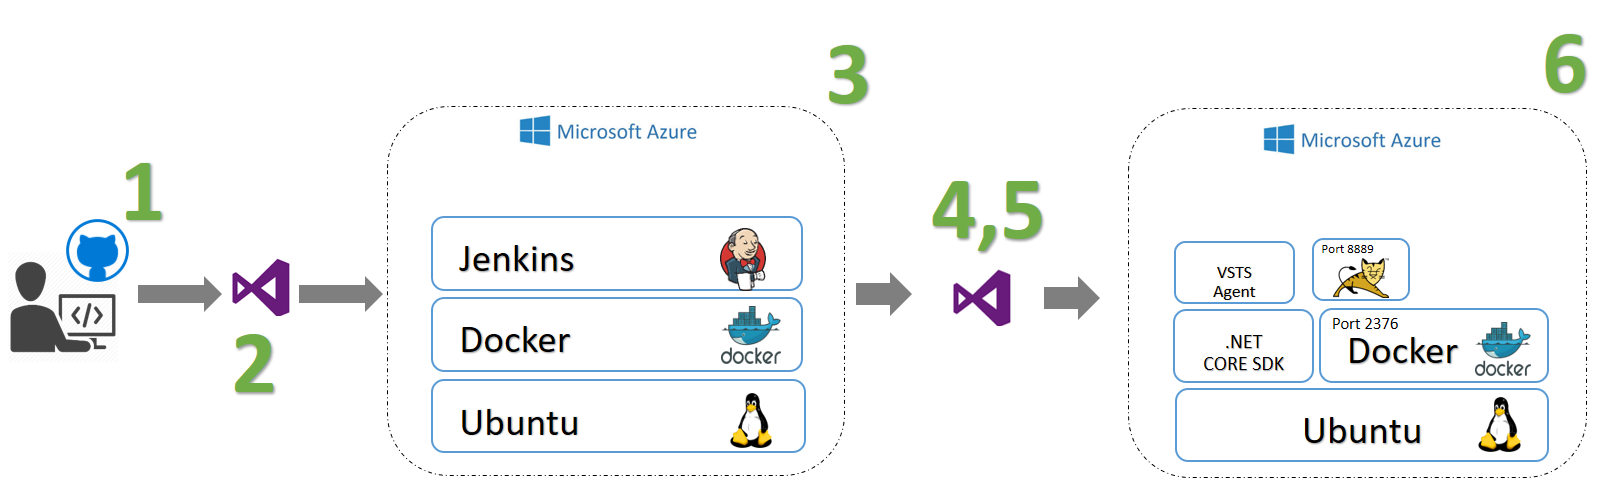 1
2
3
Microsoft Azure
Jenkins
Docker
docker
Ubuntu
4,5
6
Microsoft Azure
VSTS
Agent
Port 8889
.NET
CORE SDK
Port 2376
Docker
docker
Ubuntu